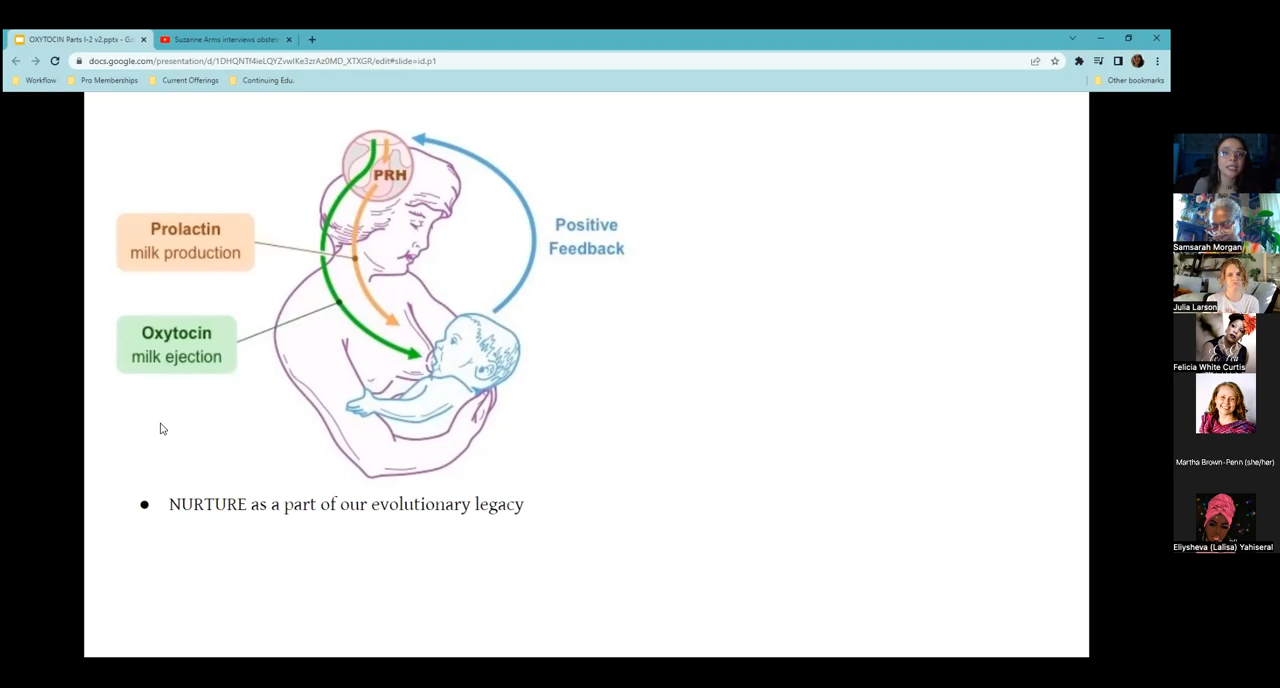 OXYTOCIN Parts I-2 v2.pptx - Go
Suzanne Arms interviews obstet
docs.google.com/presentation/d/1DHQNTf4ieLQYZvwIKe3zrAz0MD_XTXGR/edit#slide=id.p1
Workflow
Pro Memberships
Current Offerings
Continuing Edu.
Other bookmarks
PRH
Prolactin
milk production
Positive
Feedback
Oxytocin
milk ejection
● NURTURE as a part of our evolutionary legacy
Samsarah Morgan
Julia Larson
Felicia White Curtis
Martha Brown-Penn (she/her)
Eliysheva (Lalisa) Yahiseral